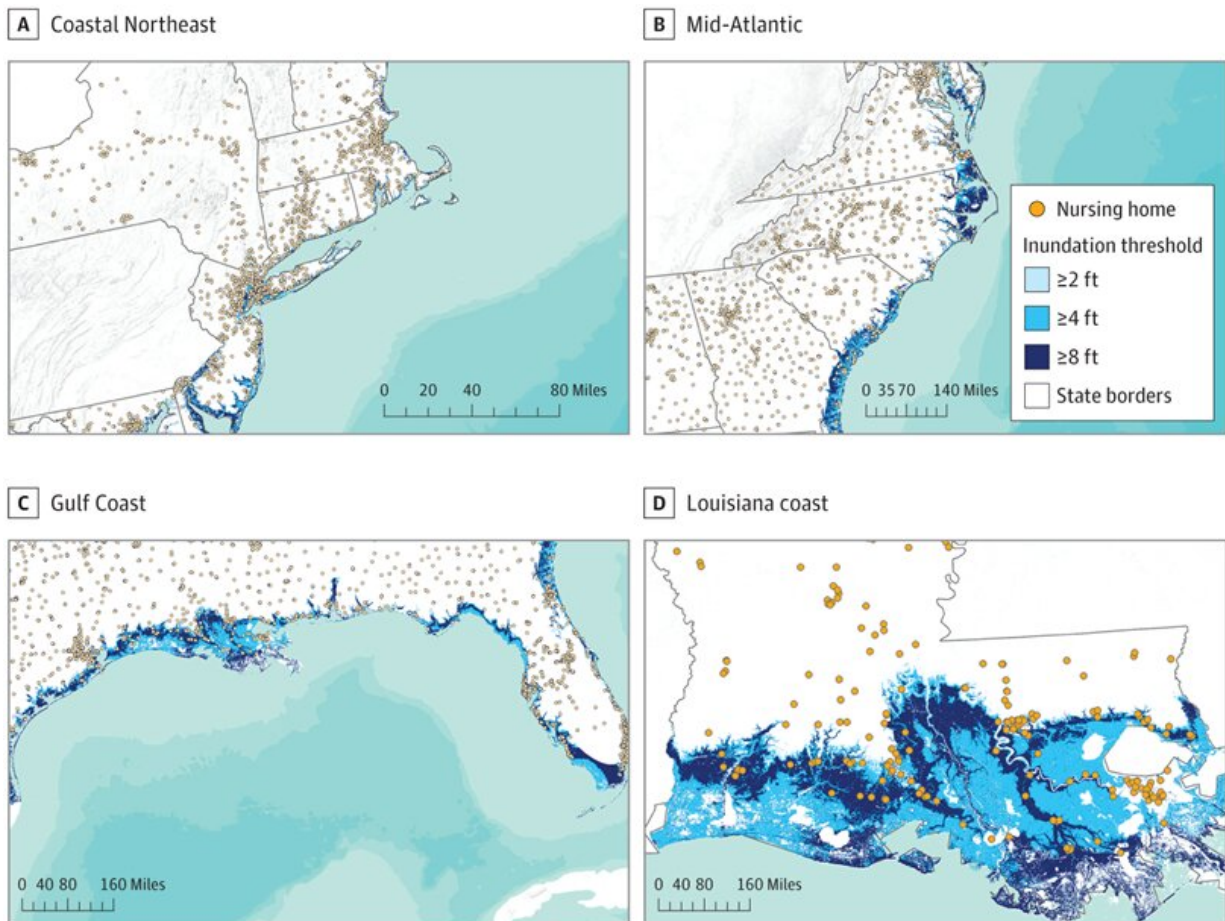 A Coastal Northeast
B Mid-Atlantic
0 20 40 80 Miles
0 35 70 140 Miles
Nursing home
Inundation threshold
≥2 ft
≥4 ft
≥8 ft
State borders
C Gulf Coast
D Louisiana coast
0 40 80 160 Miles
0 40 80 160 Miles